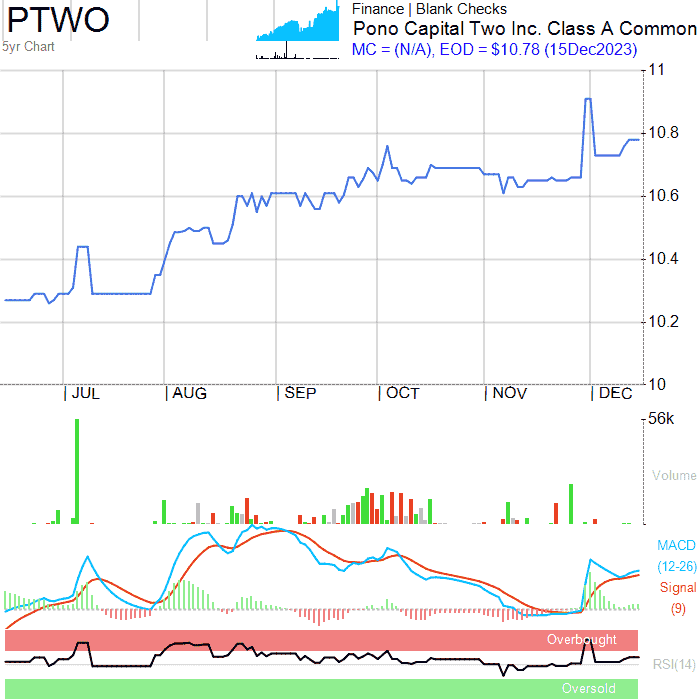 PTWO
5yr Chart
Finance | Blank Checks
Pono Capital Two Inc. Class A Common
MC = (N/A), EOD = $10.78 (15Dec2023)
11
10.8
10.6
10.4
10.2
10
JUL AUG SEP OCT NOV DEC
56k
Volume
MACD
(12-26)
Signal
(9)
Overbought
RSI(14)
Oversold